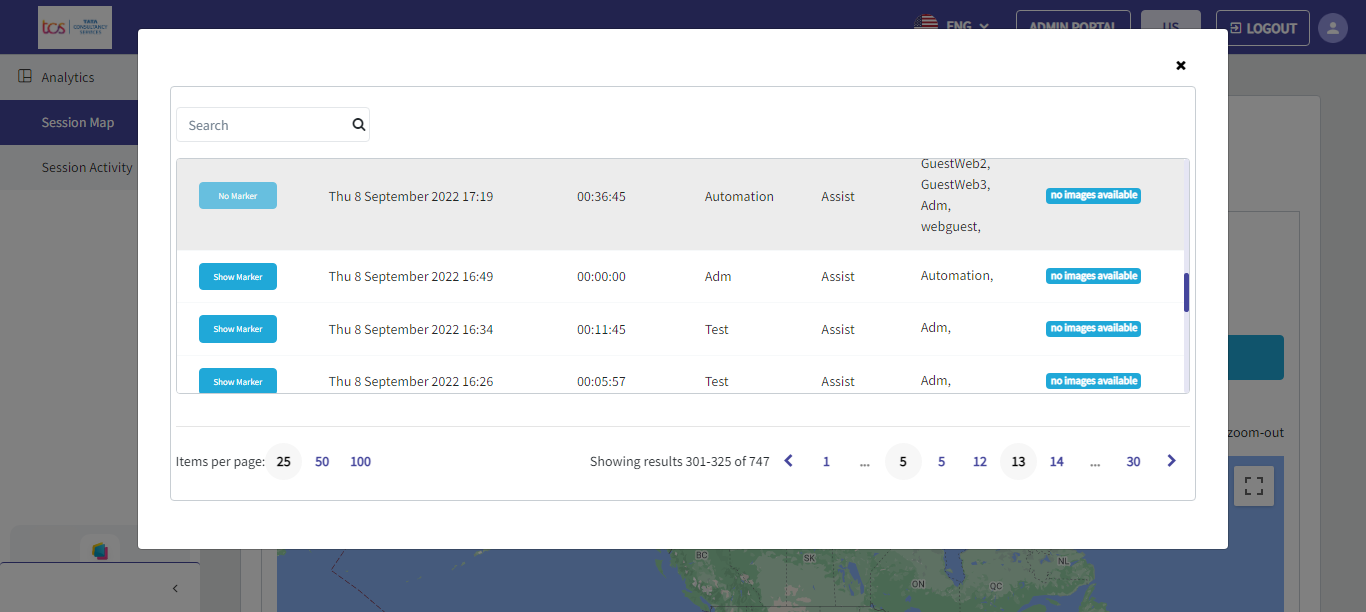 tcs TATA CONSULTANCY SERVICES
ENG
ADMIN PORTAL
US
LOGOUT
Analytics
Session Map
Session Activity
Search
GuestWeb2,
No Marker Thu 8 September 2022 17:19 00:36:45 Automation Assist GuestWeb3, no images available
Adm,
webguest,
Show Marker Thu 8 September 2022 16:49 00:00:00 Adm Assist Automation, no images available
Show Marker Thu 8 September 2022 16:34 00:11:45 Test Assist Adm, no images available
Show Marker Thu 8 September 2022 16:26 00:05:57 Test Assist Adm, no images available
zoom-out
Items per page: 25 50 100 Showing results 301-325 of 747 1 ... 5 5 12 13 14 ... 30
BC
SK
NL
ON
QC